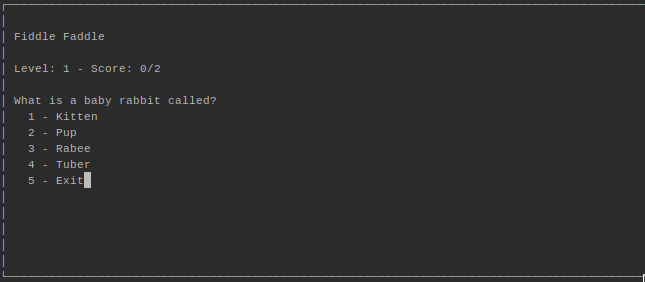 Fiddle Faddle
Level: 1 - Score: 0/2
What is a baby rabbit called?
1 - Kitten
2 - Pup
3 - Rabee
4 - Tuber
5 - Exit